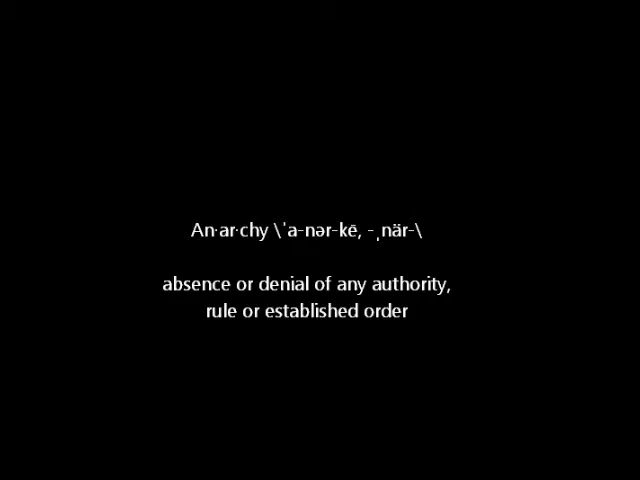 An·ar·chy \ˈa-nər-kē, -ˌnär-\
absence or denial of any authority,
rule or established order